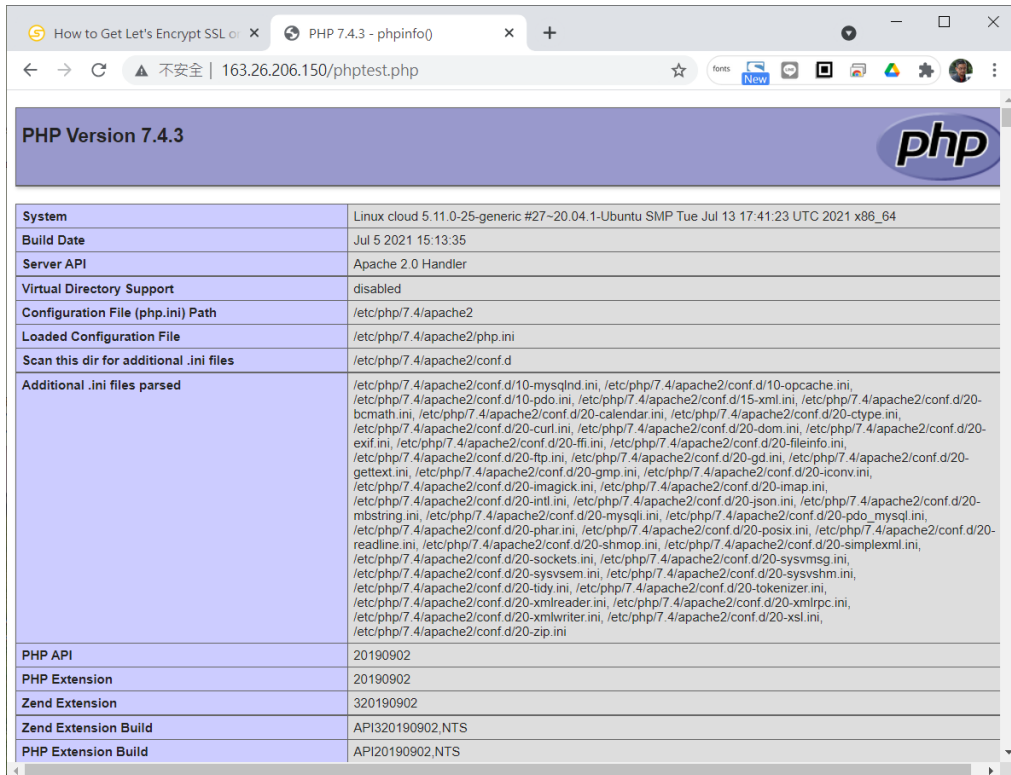 How to Get Let's Encrypt SSL o
PHP 7.4.3 - phpinfo()
不安全 | 163.26.206.150/phptest.php
fonts
New
PHP Version 7.4.3
php
System Linux cloud 5.11.0-25-generic #27~20.04.1-Ubuntu SMP Tue Jul 13 17:41:23 UTC 2021 x86_64
Build Date Jul 5 2021 15:13:35
Server API Apache 2.0 Handler
Virtual Directory Support disabled
Configuration File (php.ini) Path /etc/php/7.4/apache2
Loaded Configuration File /etc/php/7.4/apache2/php.ini
Scan this dir for additional .ini files /etc/php/7.4/apache2/conf.d
Additional .ini files parsed /etc/php/7.4/apache2/conf.d/10-mysqlnd.ini, /etc/php/7.4/apache2/conf.d/10-opcache.ini,
/etc/php/7.4/apache2/conf.d/10-pdo.ini, /etc/php/7.4/apache2/conf.d/15-xml.ini, /etc/php/7.4/apache2/conf.d/20-
bcmath.ini, /etc/php/7.4/apache2/conf.d/20-calendar.ini, /etc/php/7.4/apache2/conf.d/20-ctype.ini,
/etc/php/7.4/apache2/conf.d/20-curl.ini, /etc/php/7.4/apache2/conf.d/20-dom.ini, /etc/php/7.4/apache2/conf.d/20-
exif.ini, /etc/php/7.4/apache2/conf.d/20-ffi.ini, /etc/php/7.4/apache2/conf.d/20-fileinfo.ini,
/etc/php/7.4/apache2/conf.d/20-ftp.ini, /etc/php/7.4/apache2/conf.d/20-gd.ini, /etc/php/7.4/apache2/conf.d/20-
gettext.ini, /etc/php/7.4/apache2/conf.d/20-gmp.ini, /etc/php/7.4/apache2/conf.d/20-iconv.ini,
/etc/php/7.4/apache2/conf.d/20-imagick.ini, /etc/php/7.4/apache2/conf.d/20-imap.ini,
/etc/php/7.4/apache2/conf.d/20-intl.ini, /etc/php/7.4/apache2/conf.d/20-json.ini, /etc/php/7.4/apache2/conf.d/20-
mbstring.ini, /etc/php/7.4/apache2/conf.d/20-mysqli.ini, /etc/php/7.4/apache2/conf.d/20-pdo_mysql.ini,
/etc/php/7.4/apache2/conf.d/20-phar.ini, /etc/php/7.4/apache2/conf.d/20-posix.ini, /etc/php/7.4/apache2/conf.d/20-
readline.ini, /etc/php/7.4/apache2/conf.d/20-shmop.ini, /etc/php/7.4/apache2/conf.d/20-simplexml.ini,
/etc/php/7.4/apache2/conf.d/20-sockets.ini, /etc/php/7.4/apache2/conf.d/20-sysvmsg.ini,
/etc/php/7.4/apache2/conf.d/20-sysvsem.ini, /etc/php/7.4/apache2/conf.d/20-sysvshm.ini,
/etc/php/7.4/apache2/conf.d/20-tidy.ini, /etc/php/7.4/apache2/conf.d/20-tokenizer.ini,
/etc/php/7.4/apache2/conf.d/20-xmlreader.ini, /etc/php/7.4/apache2/conf.d/20-xmlrpc.ini,
/etc/php/7.4/apache2/conf.d/20-xmlwriter.ini, /etc/php/7.4/apache2/conf.d/20-xsl.ini,
/etc/php/7.4/apache2/conf.d/20-zip.ini
PHP API 20190902
PHP Extension 20190902
Zend Extension 320190902
Zend Extension Build API320190902,NTS
PHP Extension Build API20190902,NTS